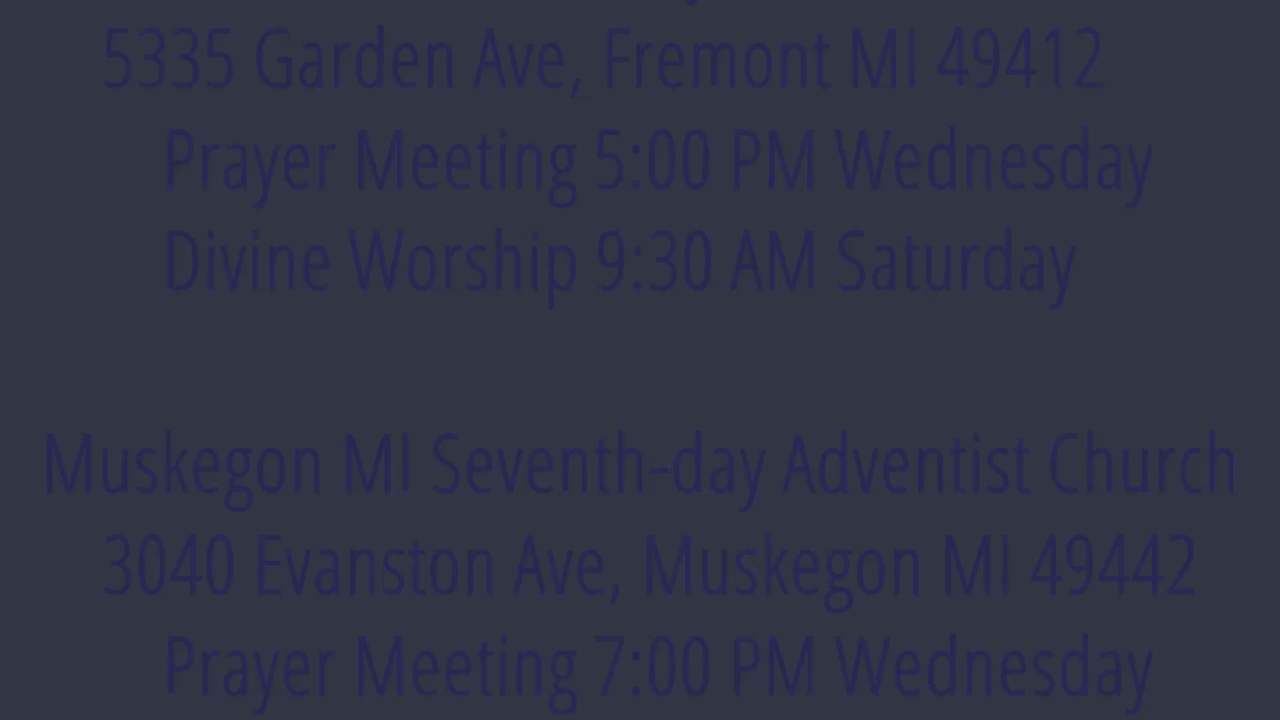 5335 Garden Ave, Fremont MI 49412
Prayer Meeting 5:00 PM Wednesday
Divine Worship 9:30 AM Saturday
Muskegon MI Seventh-day Adventist Church
3040 Evanston Ave, Muskegon MI 49442
Prayer Meeting 7:00 PM Wednesday